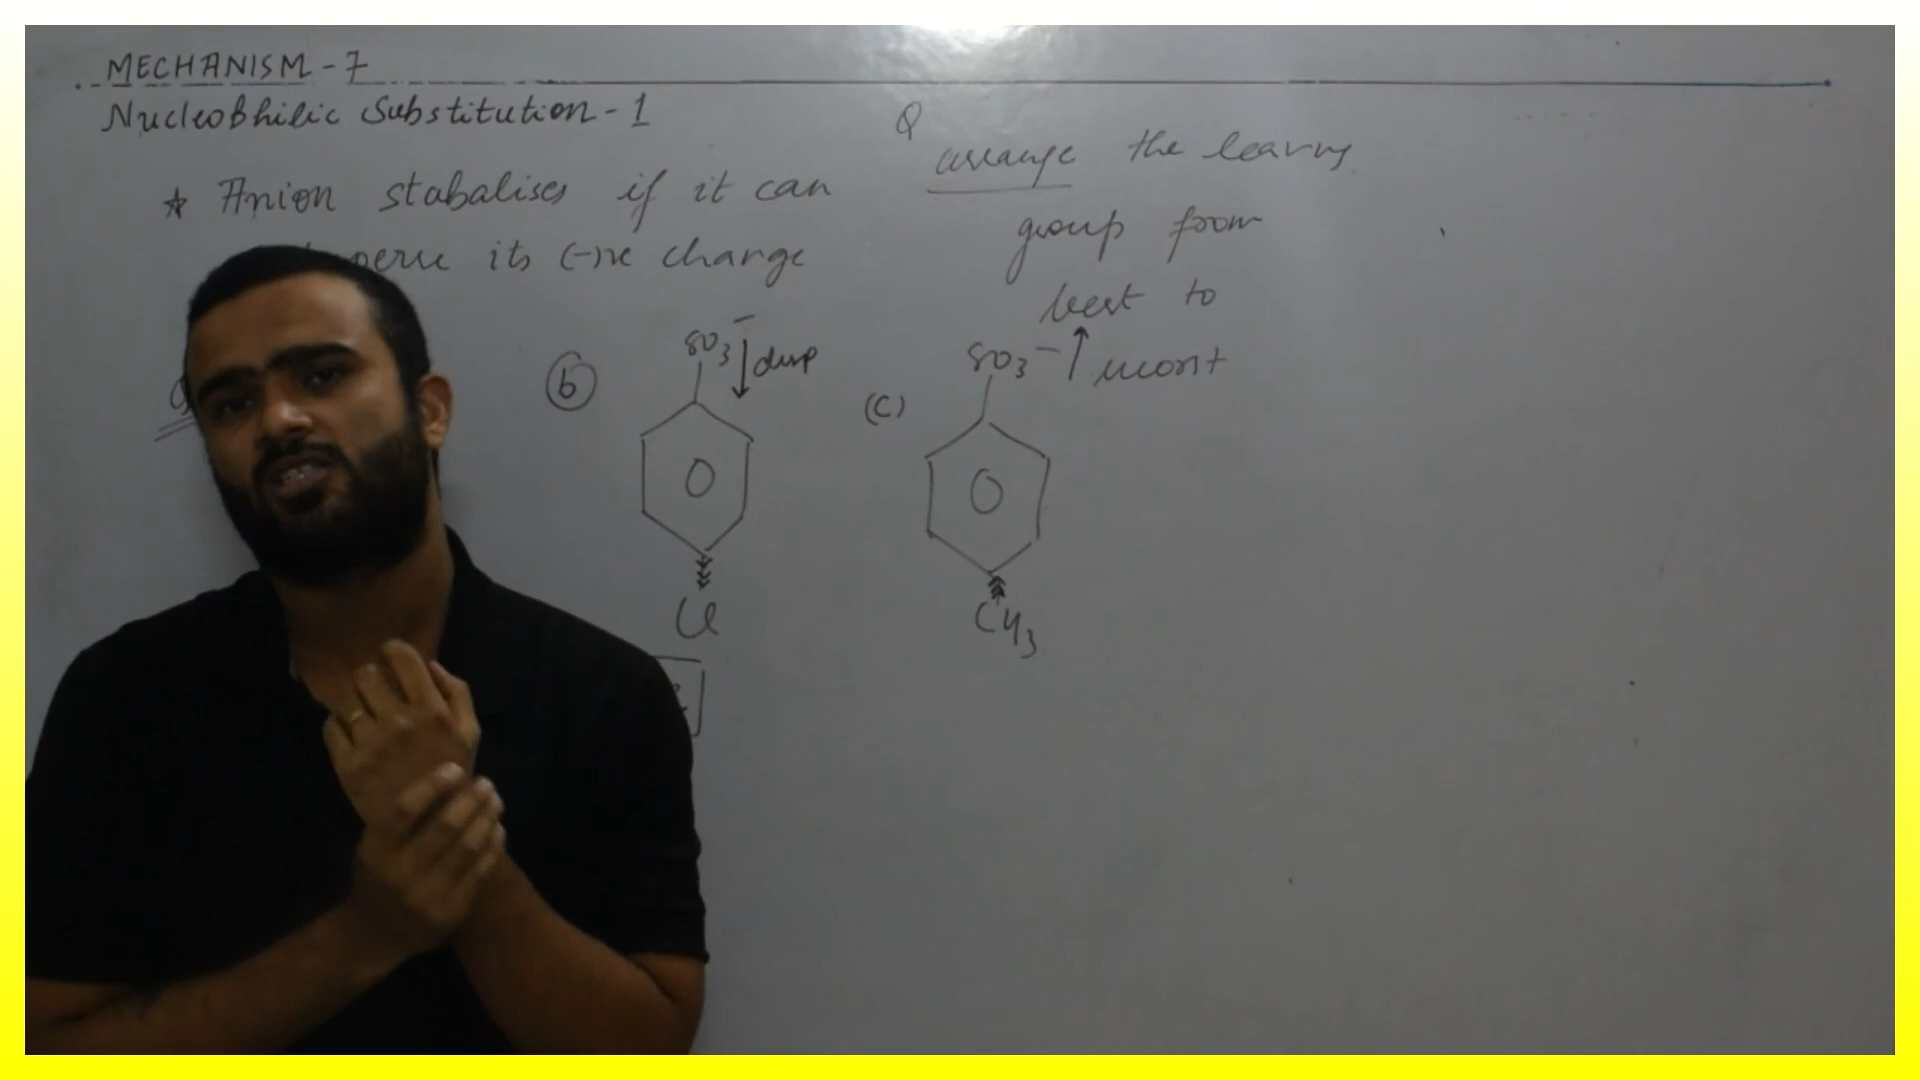 MECHANISM - 7
Nucleophilic Substitution - 1
★ Anion stabalises if it can
its (-)ve charge
Q
arrange the leaving
group from
best to
worst
(b)
SO3-
disp
Cl
(c)
SO3-
CH3